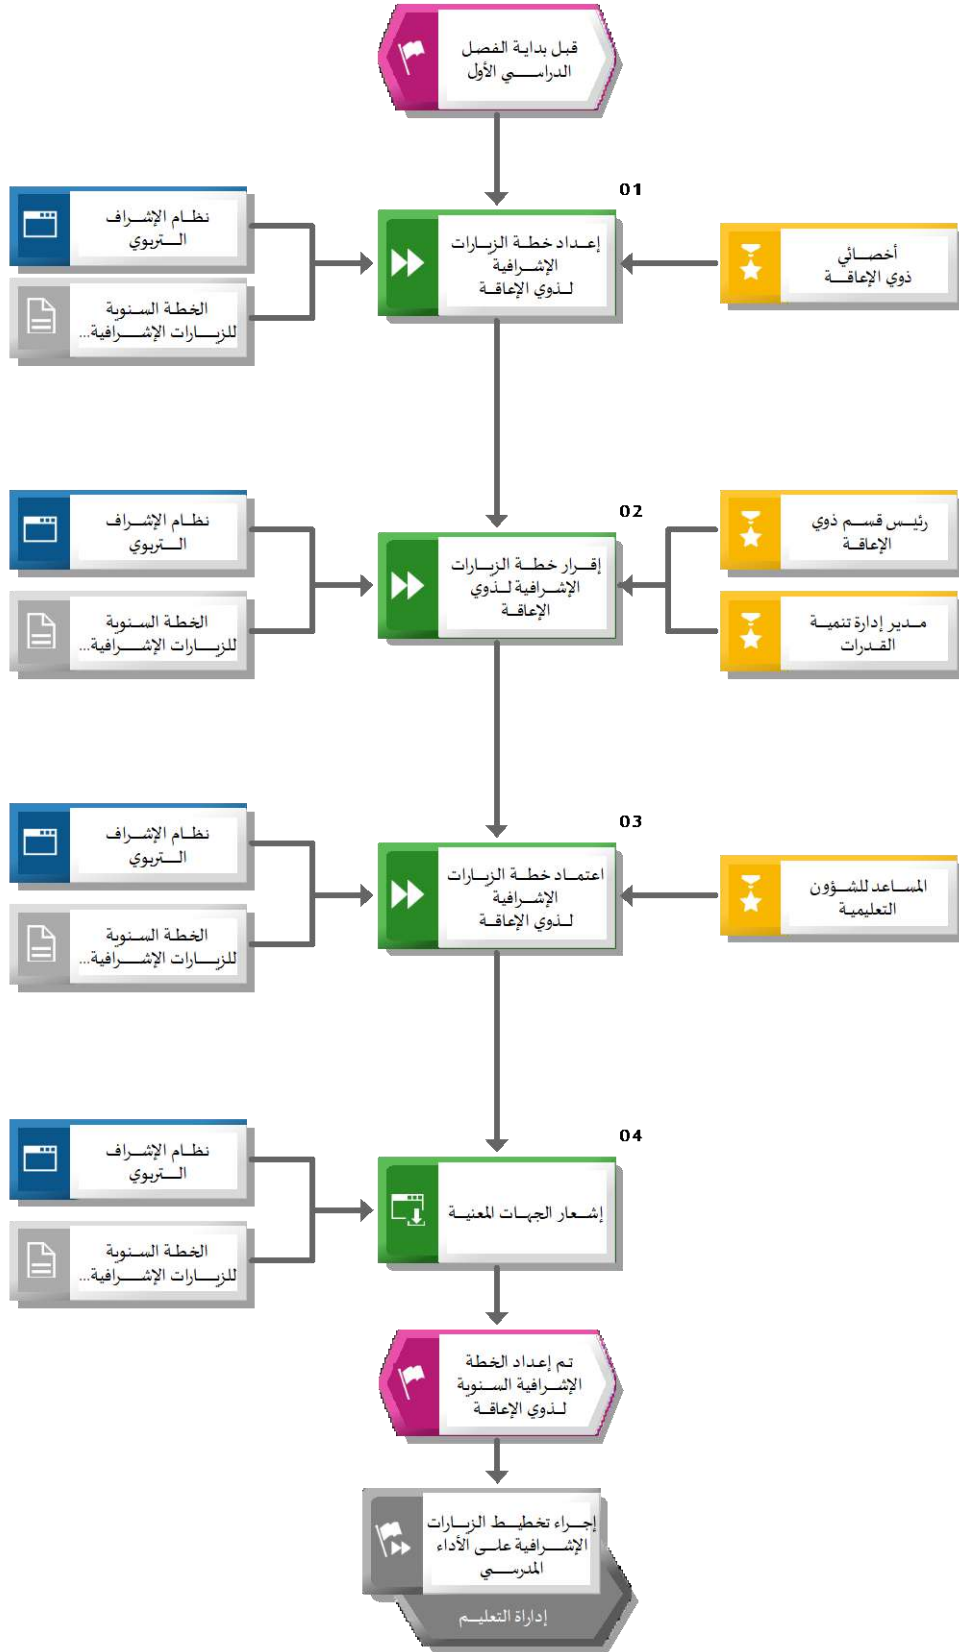 قبل بداية الفصل
الدراسي الأول
01
إعداد خطة الزيارات
الإشرافية
لذوي الإعاقة
أخصائي
ذوي الإعاقة
نظام الإشراف
التربوي
الخطة السنوية
للزيارات الإشرافية...
02
إقرار خطة الزيارات
الإشرافية لذوي
الإعاقة
رئيس قسم ذوي
الإعاقة
مدير إدارة تنمية
القدرات
نظام الإشراف
التربوي
الخطة السنوية
للزيارات الإشرافية...
03
اعتماد خطة الزيارات
الإشرافية
لذوي الإعاقة
المساعد للشؤون
التعليمية
نظام الإشراف
التربوي
الخطة السنوية
للزيارات الإشرافية...
04
إشعار الجهات المعنية
نظام الإشراف
التربوي
الخطة السنوية
للزيارات الإشرافية...
تم إعداد الخطة
الإشرافية السنوية
لذوي الإعاقة
إجراء تخطيط الزيارات
الإشرافية على الأداء
المدرسي
إداراة التعليم